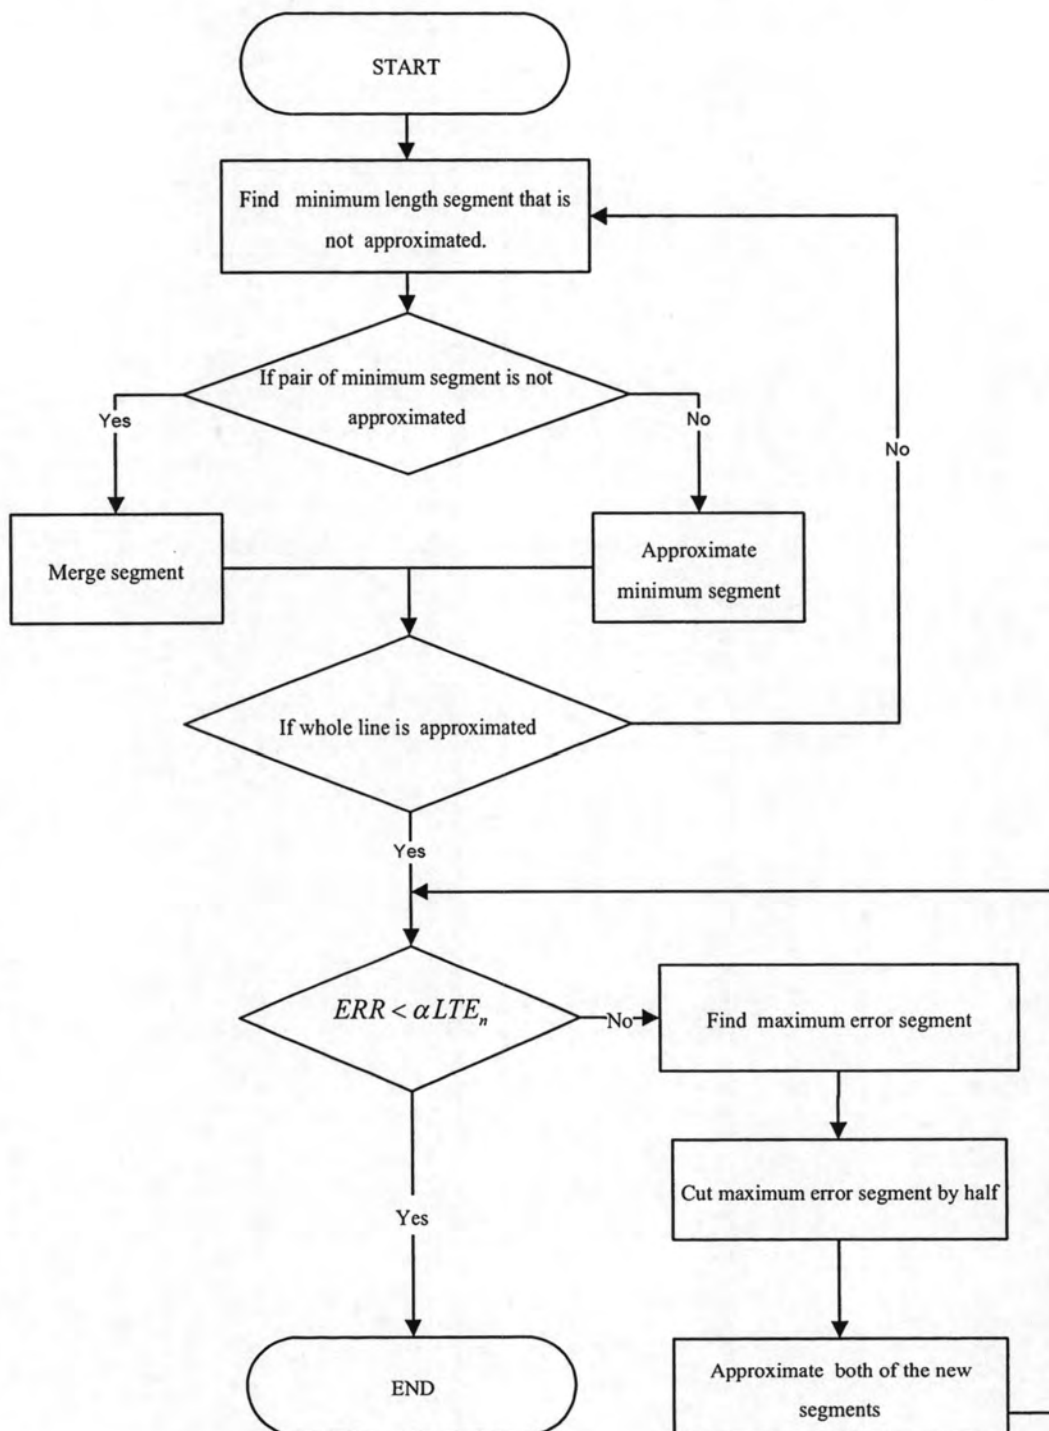 START
Find minimum length segment that is
not approximated.
If pair of minimum segment is not
approximated
Yes
No
No
Merge segment
Approximate
minimum segment
If whole line is approximated
Yes
ERR < αLTEₙ
No
Find maximum error segment
Cut maximum error segment by half
Yes
Approximate both of the new
segments
END